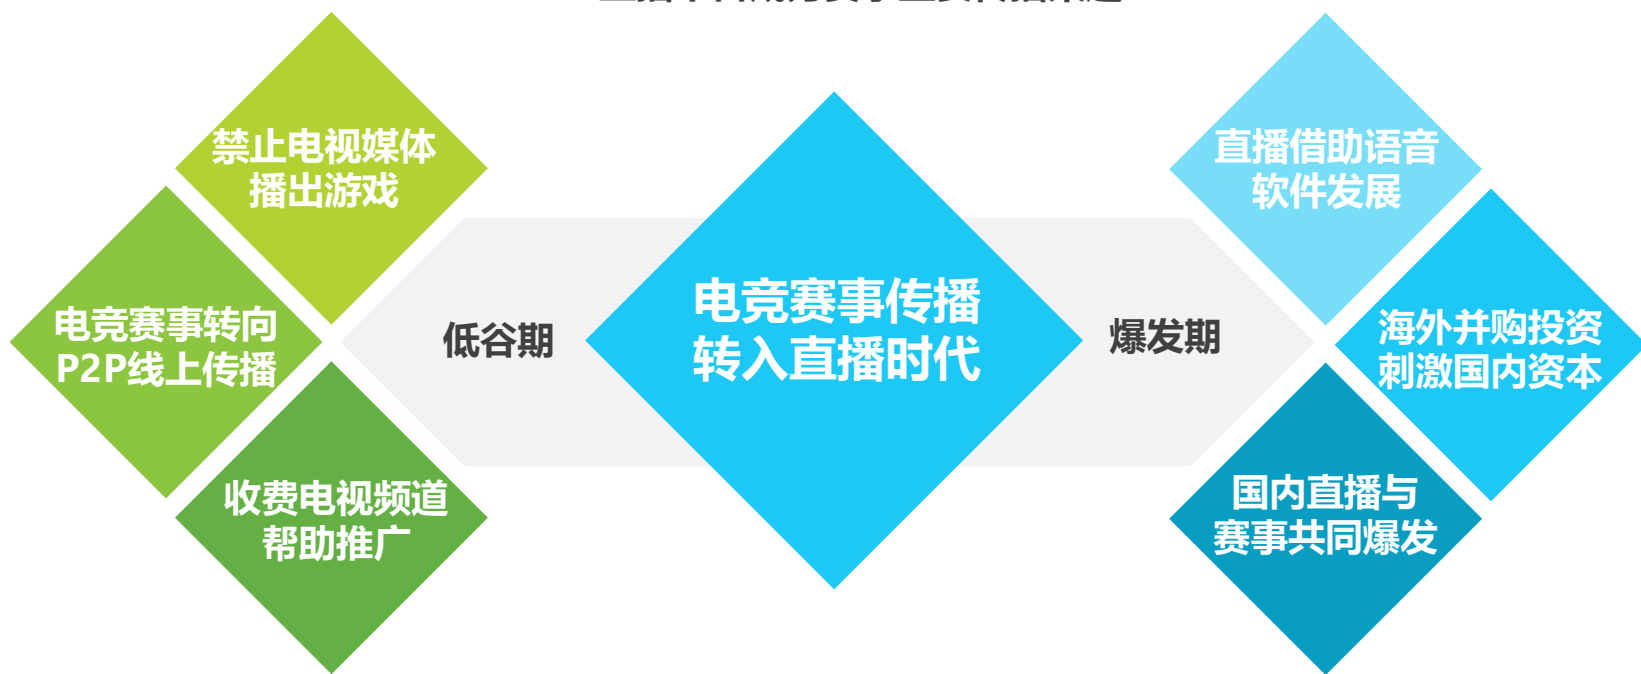 禁止电视媒体
播出游戏
电竞赛事转向
P2P线上传播
收费电视频道
帮助推广
低谷期
电竞赛事传播
转入直播时代
爆发期
直播借助语音
软件发展
海外并购投资
刺激国内资本
国内直播与
赛事共同爆发